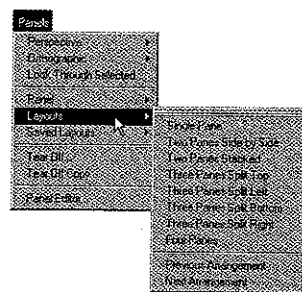 Panels
Perspective
Orthographic
Look Through Selected
Panel
Layouts
Saved Layouts
Tear Off...
Tear Off Copy...
Panel Editor...
Single Pane
Two Panes Side by Side
Two Panes Stacked
Three Panes Split Top
Three Panes Split Left
Three Panes Split Bottom
Three Panes Split Right
Four Panes
Previous Arrangement
Next Arrangement